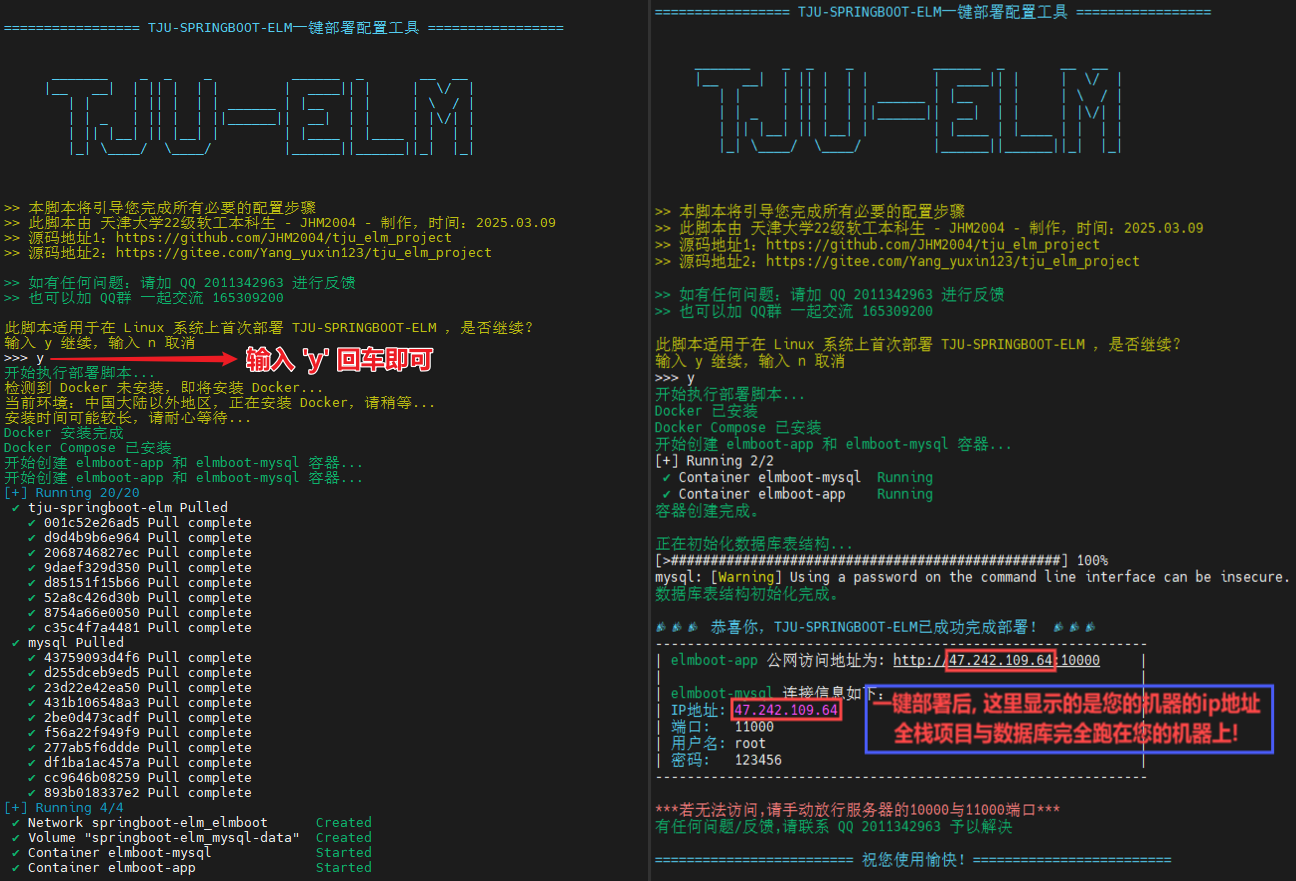 ================= TJU-SPRINGBOOT-ELM一键部署配置工具 =================
TJU-ELM
>> 本脚本将引导您完成所有必要的配置步骤
>> 此脚本由 天津大学22级软工本科生 - JHM2004 - 制作，时间：2025.03.09
>> 源码地址1：https://github.com/JHM2004/tju_elm_project
>> 源码地址2：https://gitee.com/Yang_yuxin123/tju_elm_project
>> 如有任何问题：请加 QQ 2011342963 进行反馈
>> 也可以加 QQ群 一起交流 165309200
此脚本适用于在 Linux 系统上首次部署 TJU-SPRINGBOOT-ELM ，是否继续？
输入 y 继续，输入 n 取消
>>> y
输入 'y' 回车即可
开始执行部署脚本...
检测到 Docker 未安装，即将安装 Docker...
当前环境：中国大陆以外地区，正在安装 Docker，请稍等...
安装时间可能较长，请耐心等待...
Docker 安装完成
Docker Compose 已安装
开始创建 elmboot-app 和 elmboot-mysql 容器...
开始创建 elmboot-app 和 elmboot-mysql 容器...
[+] Running 20/20
✔ tju-springboot-elm Pulled
✔ 001c52e26ad5 Pull complete
✔ d9d4b9b6e964 Pull complete
✔ 2068746827ec Pull complete
✔ 9daef329d350 Pull complete
✔ d85151f15b66 Pull complete
✔ 52a8c426d30b Pull complete
✔ 8754a66e0050 Pull complete
✔ c35c4f7a4481 Pull complete
✔ mysql Pulled
✔ 43759093d4f6 Pull complete
✔ d255dceb9ed5 Pull complete
✔ 23d22e42ea50 Pull complete
✔ 431b106548a3 Pull complete
✔ 2be0d473cadf Pull complete
✔ f56a22f949f9 Pull complete
✔ 277ab5f6ddde Pull complete
✔ df1ba1ac457a Pull complete
✔ cc9646b08259 Pull complete
✔ 893b018337e2 Pull complete
[+] Running 4/4
✔ Network springboot-elm_elmboot Created
✔ Volume "springboot-elm_mysql-data" Created
✔ Container elmboot-mysql Started
✔ Container elmboot-app Started
================= TJU-SPRINGBOOT-ELM一键部署配置工具 =================
TJU-ELM
>> 本脚本将引导您完成所有必要的配置步骤
>> 此脚本由 天津大学22级软工本科生 - JHM2004 - 制作，时间：2025.03.09
>> 源码地址1：https://github.com/JHM2004/tju_elm_project
>> 源码地址2：https://gitee.com/Yang_yuxin123/tju_elm_project
>> 如有任何问题：请加 QQ 2011342963 进行反馈
>> 也可以加 QQ群 一起交流 165309200
此脚本适用于在 Linux 系统上首次部署 TJU-SPRINGBOOT-ELM ，是否继续？
输入 y 继续，输入 n 取消
>>> y
开始执行部署脚本...
Docker 已安装
Docker Compose 已安装
开始创建 elmboot-app 和 elmboot-mysql 容器...
[+] Running 2/2
✔ Container elmboot-mysql Running
✔ Container elmboot-app Running
容器创建完成。
正在初始化数据库表结构...
[>##################################################] 100%
mysql: [Warning] Using a password on the command line interface can be insecure.
数据库表结构初始化完成。
🎉🎉🎉 恭喜你，TJU-SPRINGBOOT-ELM已成功完成部署！ 🎉🎉🎉
--------------------------------------------------------------
| elmboot-app 公网访问地址为：http://47.242.109.64:10000 |
| elmboot-mysql 连接信息如下：
| IP地址： 47.242.109.64
| 端口： 11000
| 用户名：root
| 密码： 123456
--------------------------------------------------------------
一键部署后, 这里显示的是您的机器的ip地址
全栈项目与数据库完全跑在您的机器上!
***若无法访问,请手动放行服务器的10000与11000端口***
有任何问题/反馈,请联系 QQ 2011342963 予以解决
========================= 祝您使用愉快！=========================